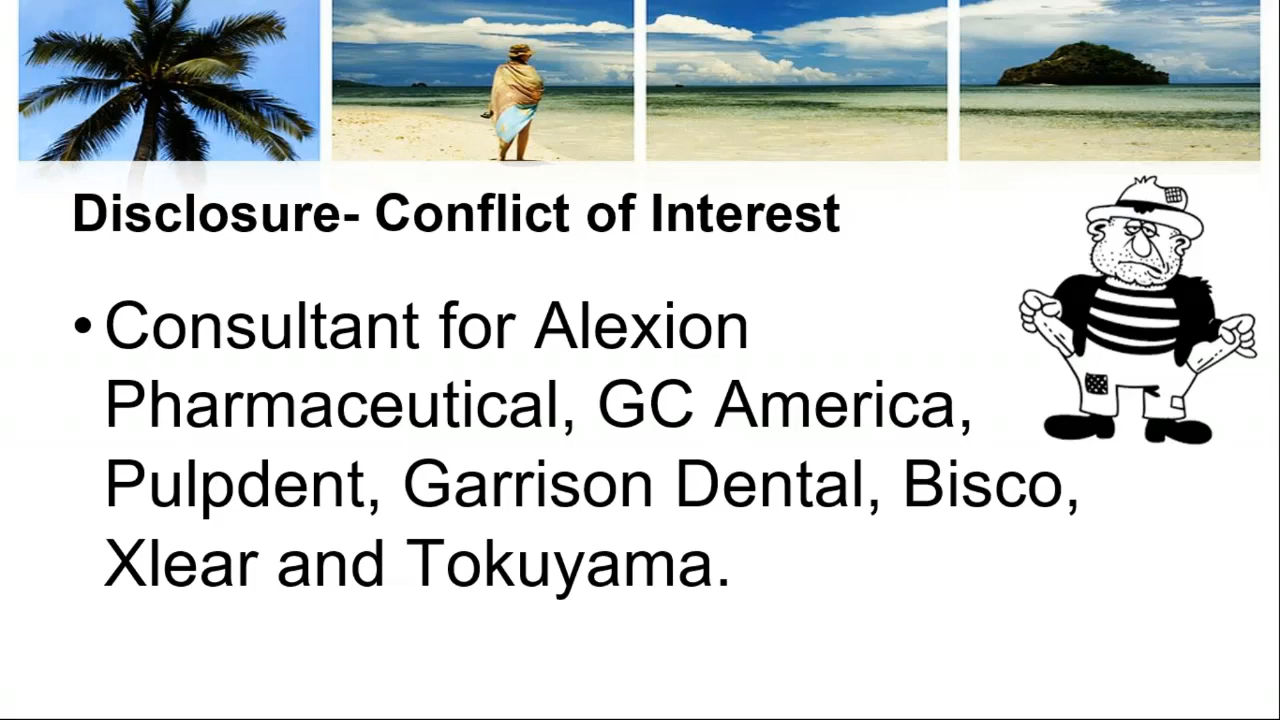 Disclosure- Conflict of Interest
• Consultant for Alexion
Pharmaceutical, GC America,
Pulpdent, Garrison Dental, Bisco,
Xlear and Tokuyama.